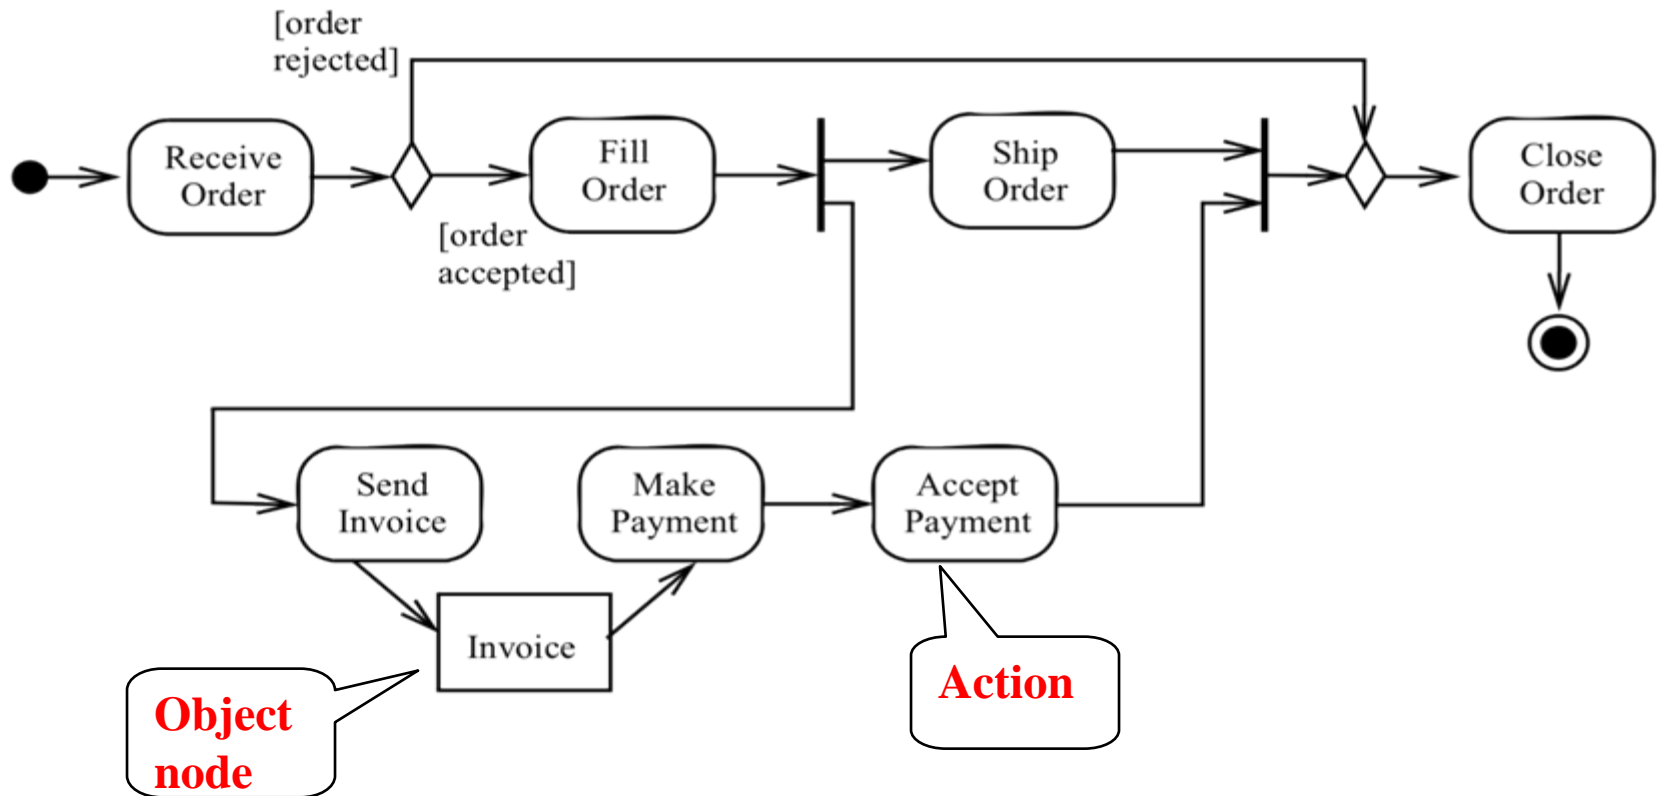 [order
rejected]
Receive
Order
[order
accepted]
Fill
Order
Ship
Order
Close
Order
Send
Invoice
Make
Payment
Accept
Payment
Invoice
Object
node
Action